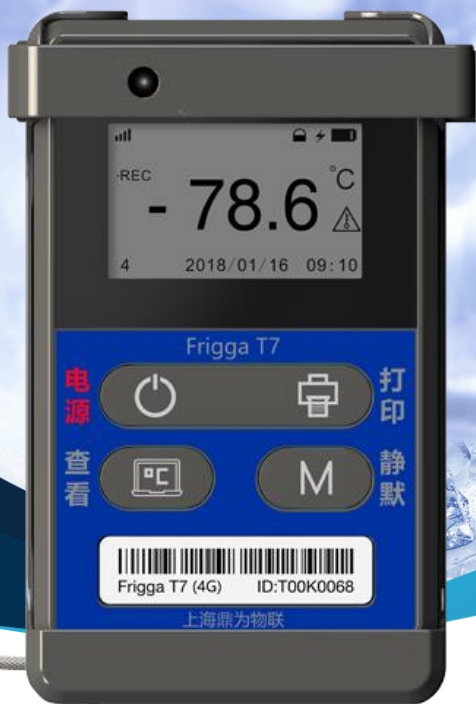 ·REC
- 78.6 °C
4 2018/01/16 09:10
Frigga T7
电源
打印
查看
°C
M
静默
Frigga T7 (4G) ID:T00K0068
上海鼎为物联